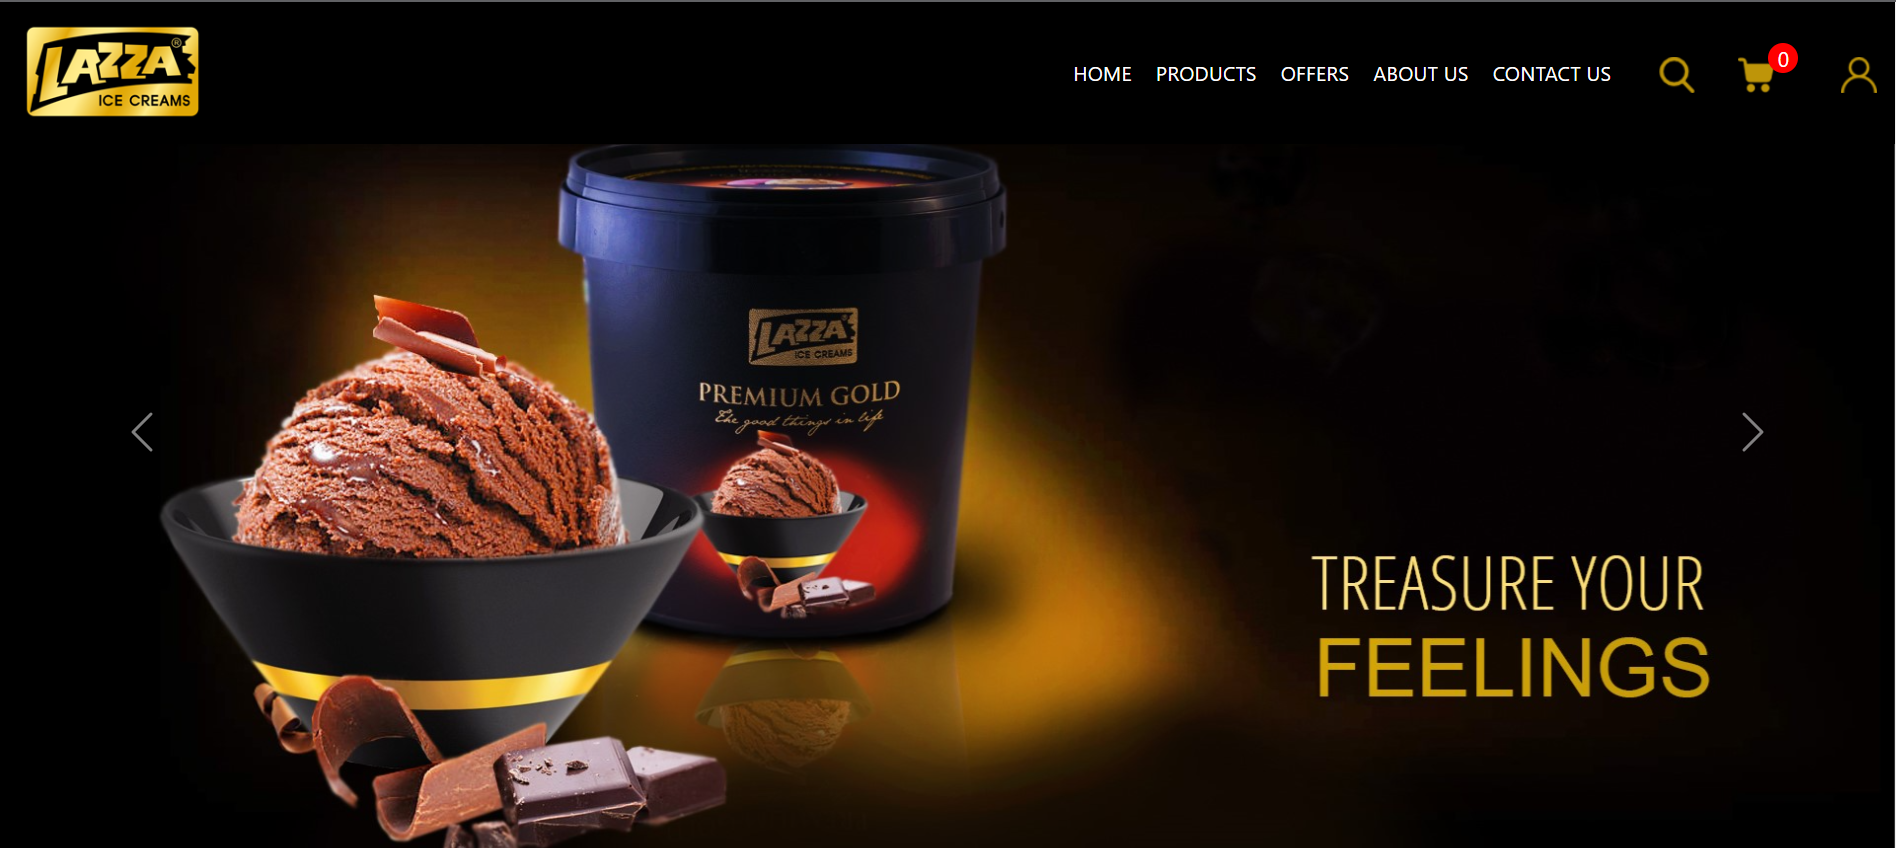 LAZZA®
ICE CREAMS
HOME PRODUCTS OFFERS ABOUT US CONTACT US
0
LAZZA®
ICE CREAMS
PREMIUM GOLD
The good things in life
TREASURE YOUR
FEELINGS